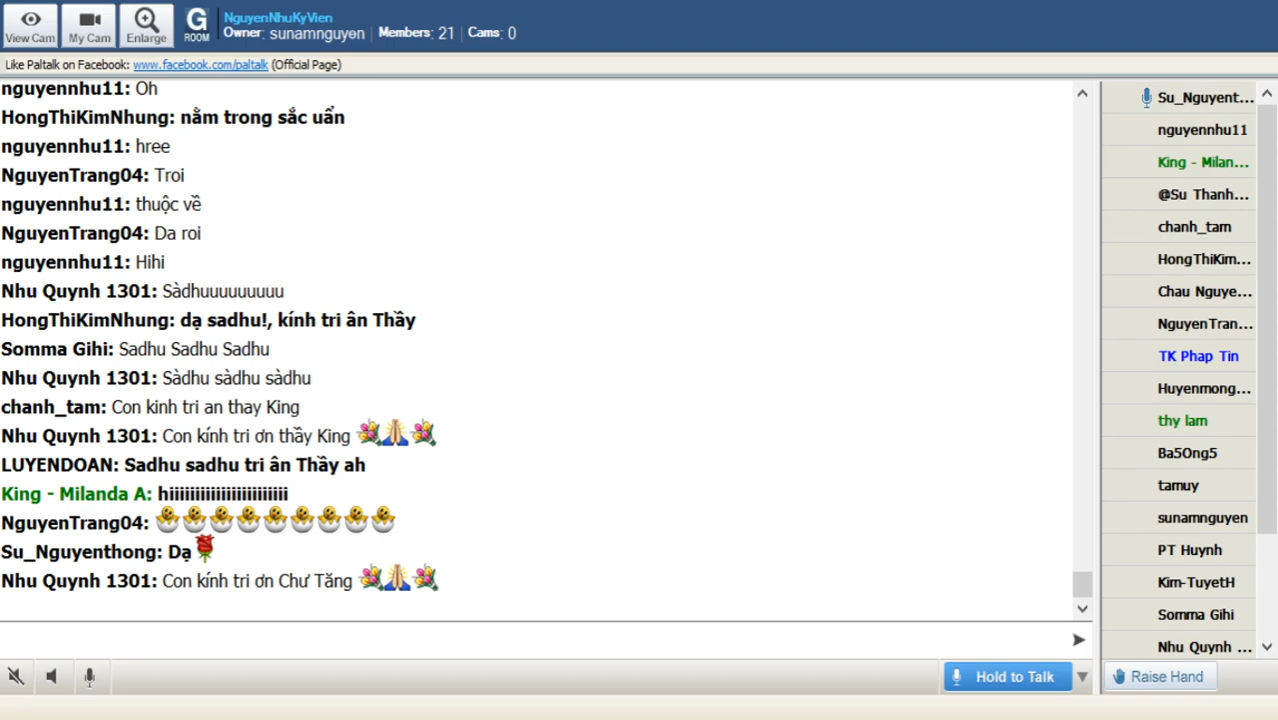 View Cam
My Cam
Enlarge
G
ROOM
NguyenNhuKyVien
Owner: sunamnguyen | Members: 21 | Cams: 0
Like Paltalk on Facebook: www.facebook.com/paltalk (Official Page)
nguyennhu11: Oh
HongThiKimNhung: nằm trong sắc uẩn
nguyennhu11: hree
NguyenTrang04: Troi
nguyennhu11: thuộc về
NguyenTrang04: Da roi
nguyennhu11: Hihi
Nhu Quynh 1301: Sàdhuuuuuuuuu
HongThiKimNhung: dạ sadhu!, kính tri ân Thầy
Somma Gihi: Sadhu Sadhu Sadhu
Nhu Quynh 1301: Sàdhu sàdhu sàdhu
chanh_tam: Con kinh tri an thay King
Nhu Quynh 1301: Con kính tri ơn thầy King 💐🙏💐
LUYENDOAN: Sadhu sadhu tri ân Thầy ah
King - Milanda A: hiiiiiiiiiiiiiiiiiiiiiii
NguyenTrang04: 🐣🐣🐣🐣🐣🐣🐣🐣🐣
Su_Nguyenthong: Dạ🌹
Nhu Quynh 1301: Con kính tri ơn Chư Tăng 💐🙏💐
Su_Nguyent...
nguyennhu11
King - Milan...
@Su Thanh...
chanh_tam
HongThiKim...
Chau Nguye...
NguyenTran...
TK Phap Tin
Huyenmong...
thy lam
Ba5Ong5
tamuy
sunamnguyen
PT Huynh
Kim-TuyetH
Somma Gihi
Nhu Quynh ...
Hold to Talk
Raise Hand